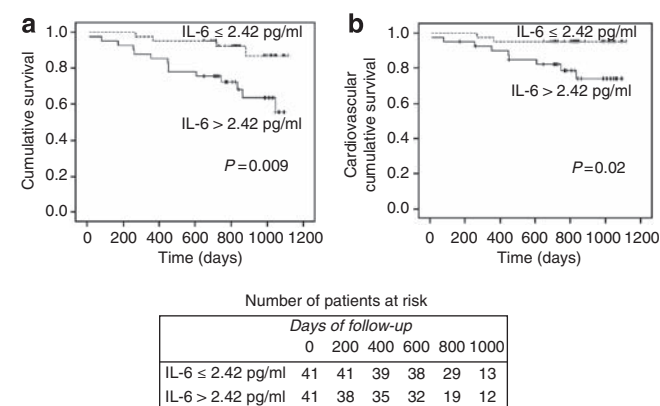 a
IL-6 ≤ 2.42 pg/ml
IL-6 > 2.42 pg/ml
P=0.009
Cumulative survival
1.0
0.8
0.6
0.4
0.2
0.0
0 200 400 600 800 1000 1200
Time (days)
b
IL-6 ≤ 2.42 pg/ml
IL-6 > 2.42 pg/ml
P=0.02
Cardiovascular
cumulative survival
1.0
0.8
0.6
0.4
0.2
0.0
0 200 400 600 800 1000 1200
Time (days)
Number of patients at risk
Days of follow-up
0 200 400 600 800 1000
IL-6 ≤ 2.42 pg/ml 41 41 39 38 29 13
IL-6 > 2.42 pg/ml 41 38 35 32 19 12